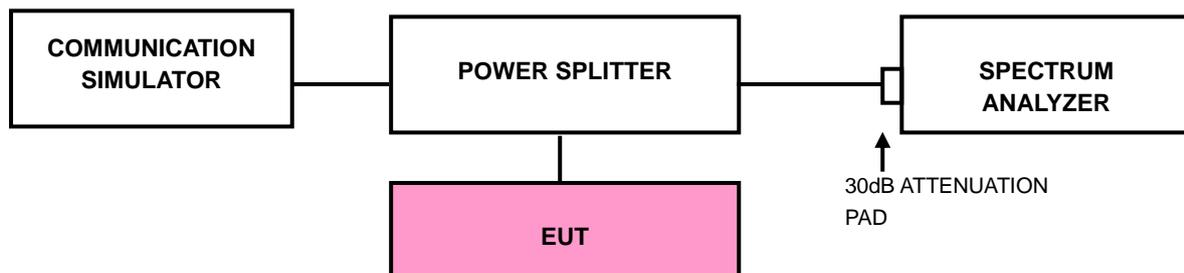 COMMUNICATION
SIMULATOR
POWER SPLITTER
SPECTRUM
ANALYZER
30dB ATTENUATION
PAD
EUT